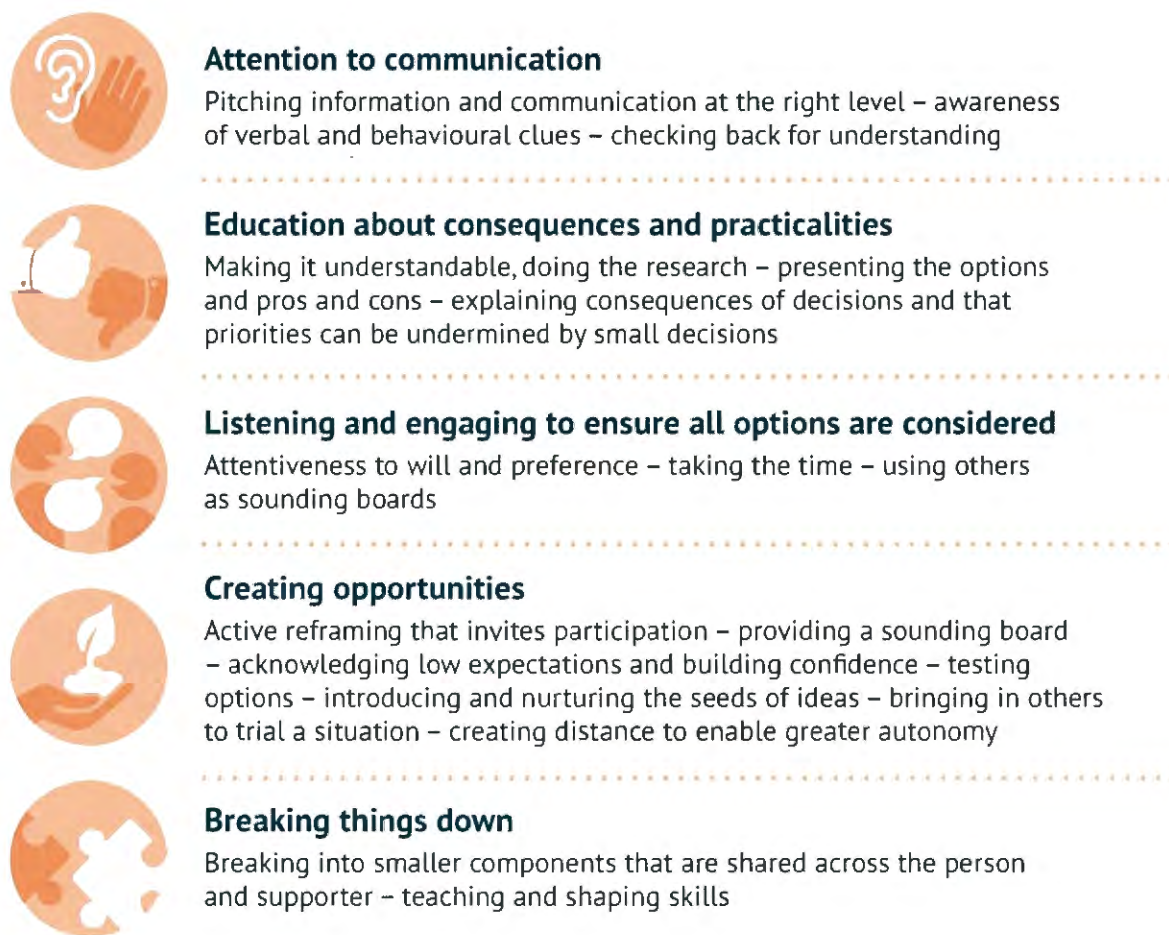 Attention to communication
Pitching information and communication at the right level – awareness
of verbal and behavioural clues – checking back for understanding
Education about consequences and practicalities
Making it understandable, doing the research – presenting the options
and pros and cons – explaining consequences of decisions and that
priorities can be undermined by small decisions
Listening and engaging to ensure all options are considered
Attentiveness to will and preference – taking the time – using others
as sounding boards
Creating opportunities
Active reframing that invites participation – providing a sounding board
– acknowledging low expectations and building confidence – testing
options – introducing and nurturing the seeds of ideas – bringing in others
to trial a situation – creating distance to enable greater autonomy
Breaking things down
Breaking into smaller components that are shared across the person
and supporter – teaching and shaping skills